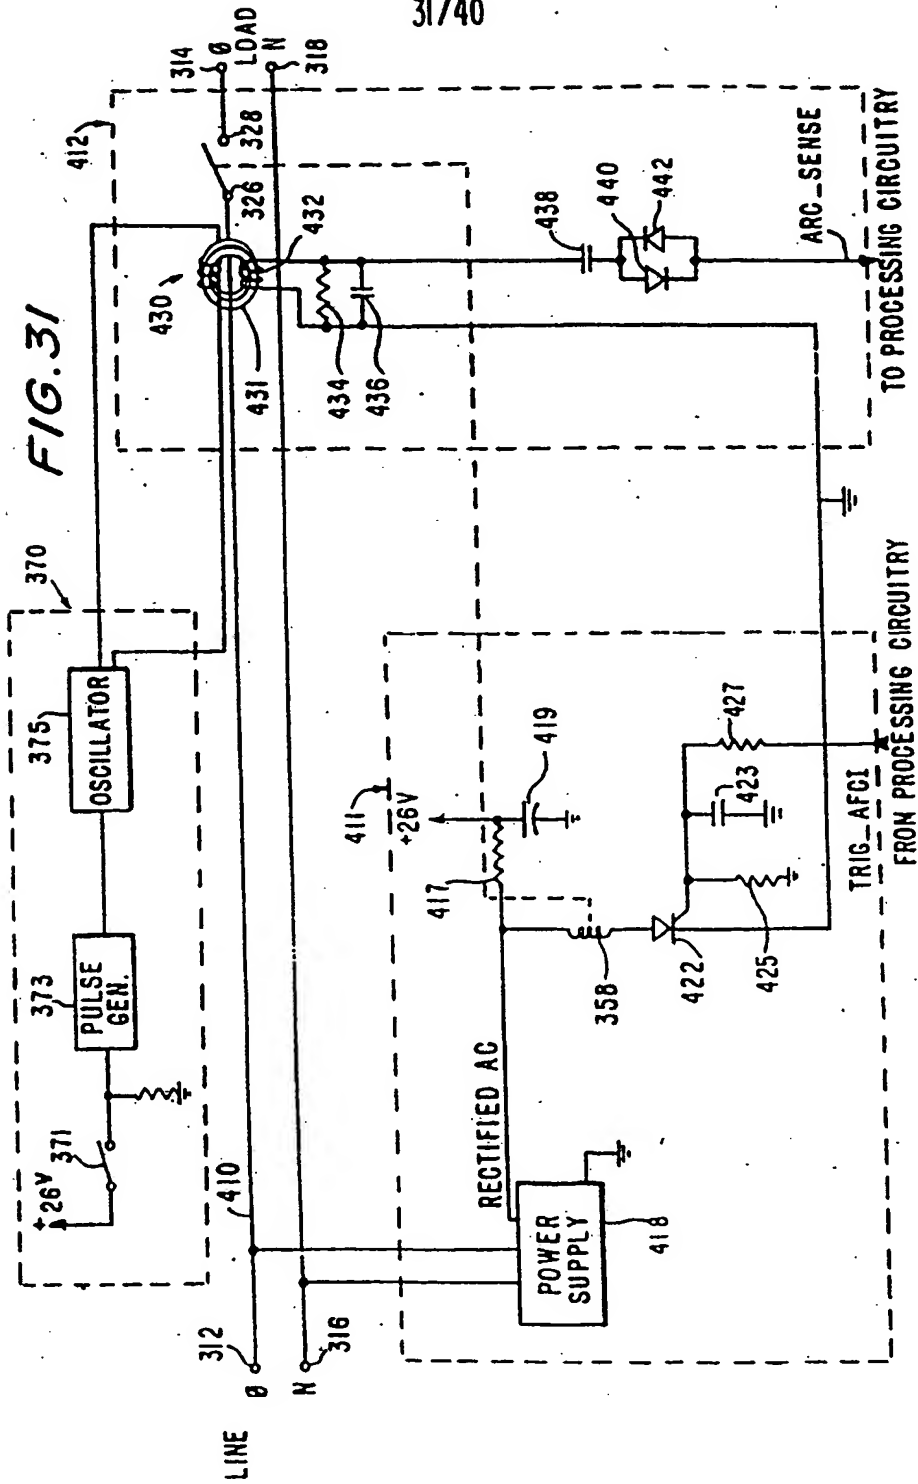 31/40
FIG. 31
370
+26V
371
373
PULSE
GEN.
375
OSCILLATOR
412
430
431
432
326
328
314
Ø
LOAD
N
318
434
436
438
440
442
ARC_SENSE
TO PROCESSING CIRCUITRY
LINE
312
Ø
N
316
410
411
+26V
419
417
RECTIFIED AC
POWER
SUPPLY
418
358
422
425
423
427
TRIG_AFCI
FROM PROCESSING CIRCUITRY